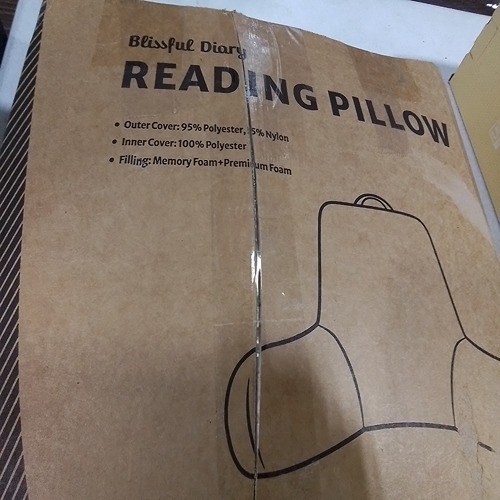 Blissful Diary
READING PILLOW
• Outer Cover: 95% Polyester, 5% Nylon
• Inner Cover: 100% Polyester
• Filling: Memory Foam+Premium Foam